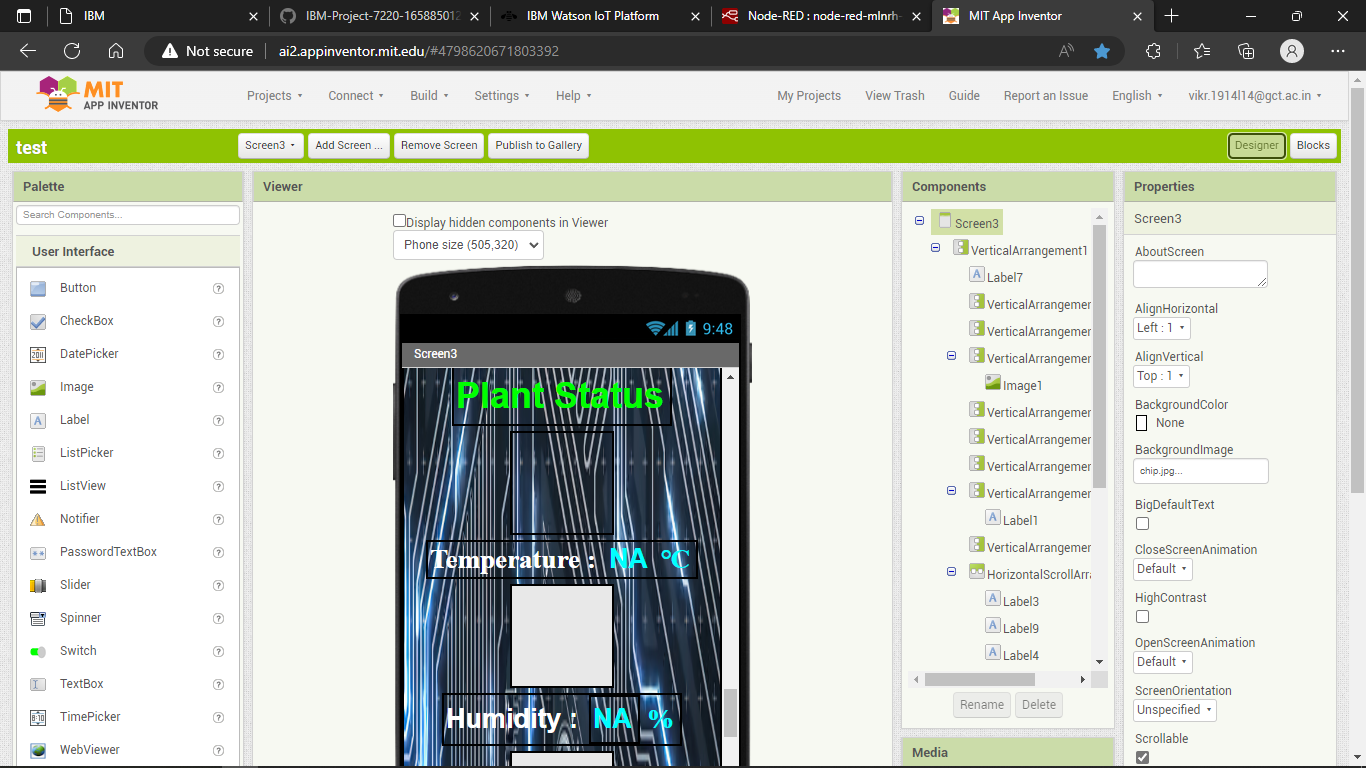 IBM
IBM-Project-7220-165885012
IBM Watson IoT Platform
Node-RED : node-red-mlnrh-
MIT App Inventor
Not secure
ai2.appinventor.mit.edu/#4798620671803392
MIT
APP INVENTOR
Projects
Connect
Build
Settings
Help
My Projects
View Trash
Guide
Report an Issue
English
vikr.1914l14@gct.ac.in
test
Screen3
Add Screen ...
Remove Screen
Publish to Gallery
Designer
Blocks
Palette
Search Components...
User Interface
Button
CheckBox
DatePicker
Image
Label
ListPicker
ListView
Notifier
PasswordTextBox
Slider
Spinner
Switch
TextBox
TimePicker
WebViewer
Viewer
Display hidden components in Viewer
Phone size (505,320)
9:48
Screen3
Plant Status
Temperature : NA °C
Humidity : NA %
Components
Screen3
VerticalArrangement1
Label7
VerticalArrangemer
VerticalArrangemer
VerticalArrangemer
Image1
VerticalArrangemer
VerticalArrangemer
VerticalArrangemer
VerticalArrangemer
Label1
VerticalArrangemer
HorizontalScrollArra
Label3
Label9
Label4
Rename
Delete
Media
Properties
Screen3
AboutScreen
AlignHorizontal
Left : 1
AlignVertical
Top : 1
BackgroundColor
None
BackgroundImage
chip.jpg...
BigDefaultText
CloseScreenAnimation
Default
HighContrast
OpenScreenAnimation
Default
ScreenOrientation
Unspecified
Scrollable